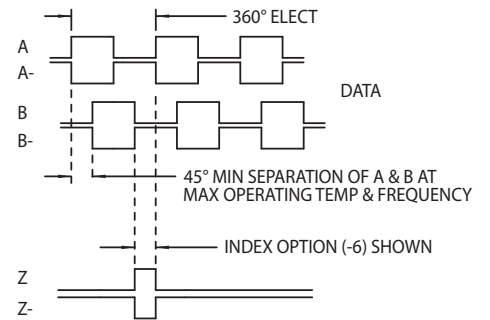 360° ELECT
A
A-
DATA
B
B-
45° MIN SEPARATION OF A & B AT
MAX OPERATING TEMP & FREQUENCY
INDEX OPTION (-6) SHOWN
Z
Z-